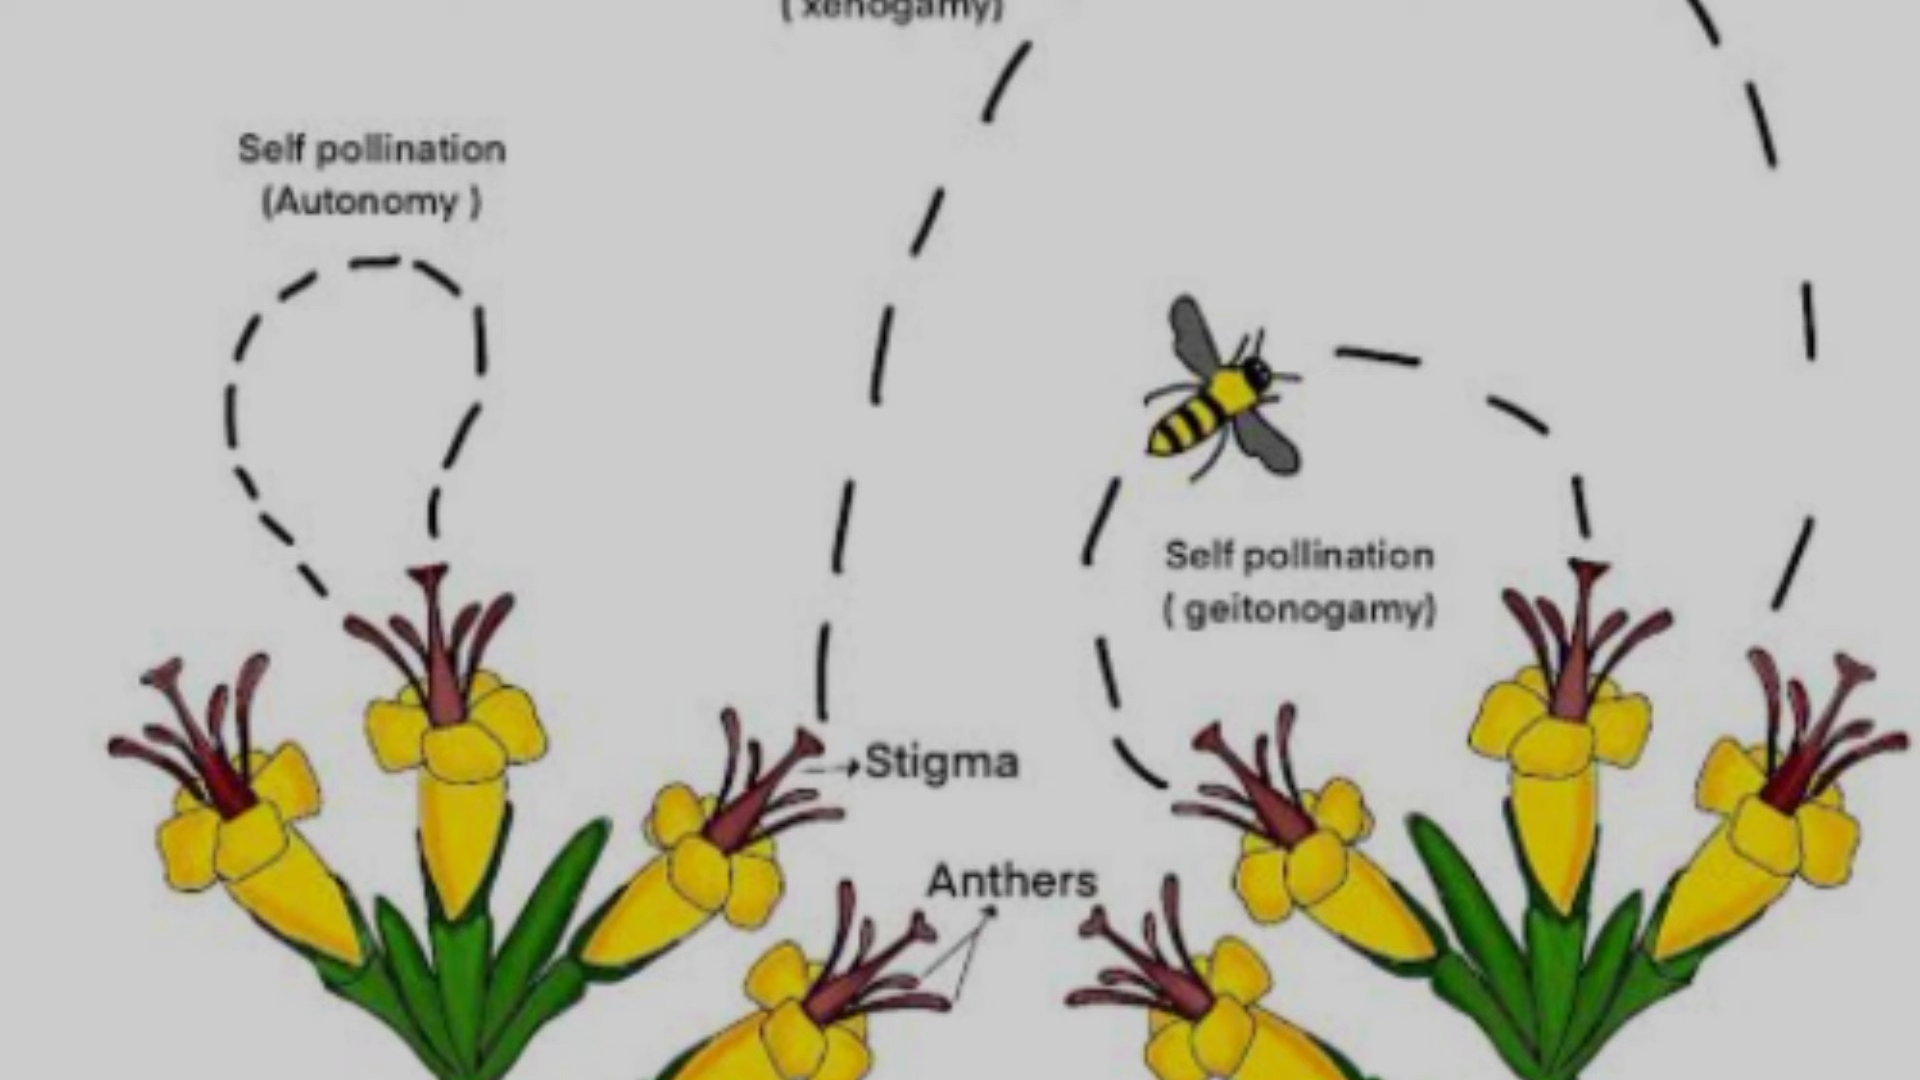 ( xenogamy)
Self pollination
(Autonomy )
Self pollination
( geitonogamy)
Stigma
Anthers